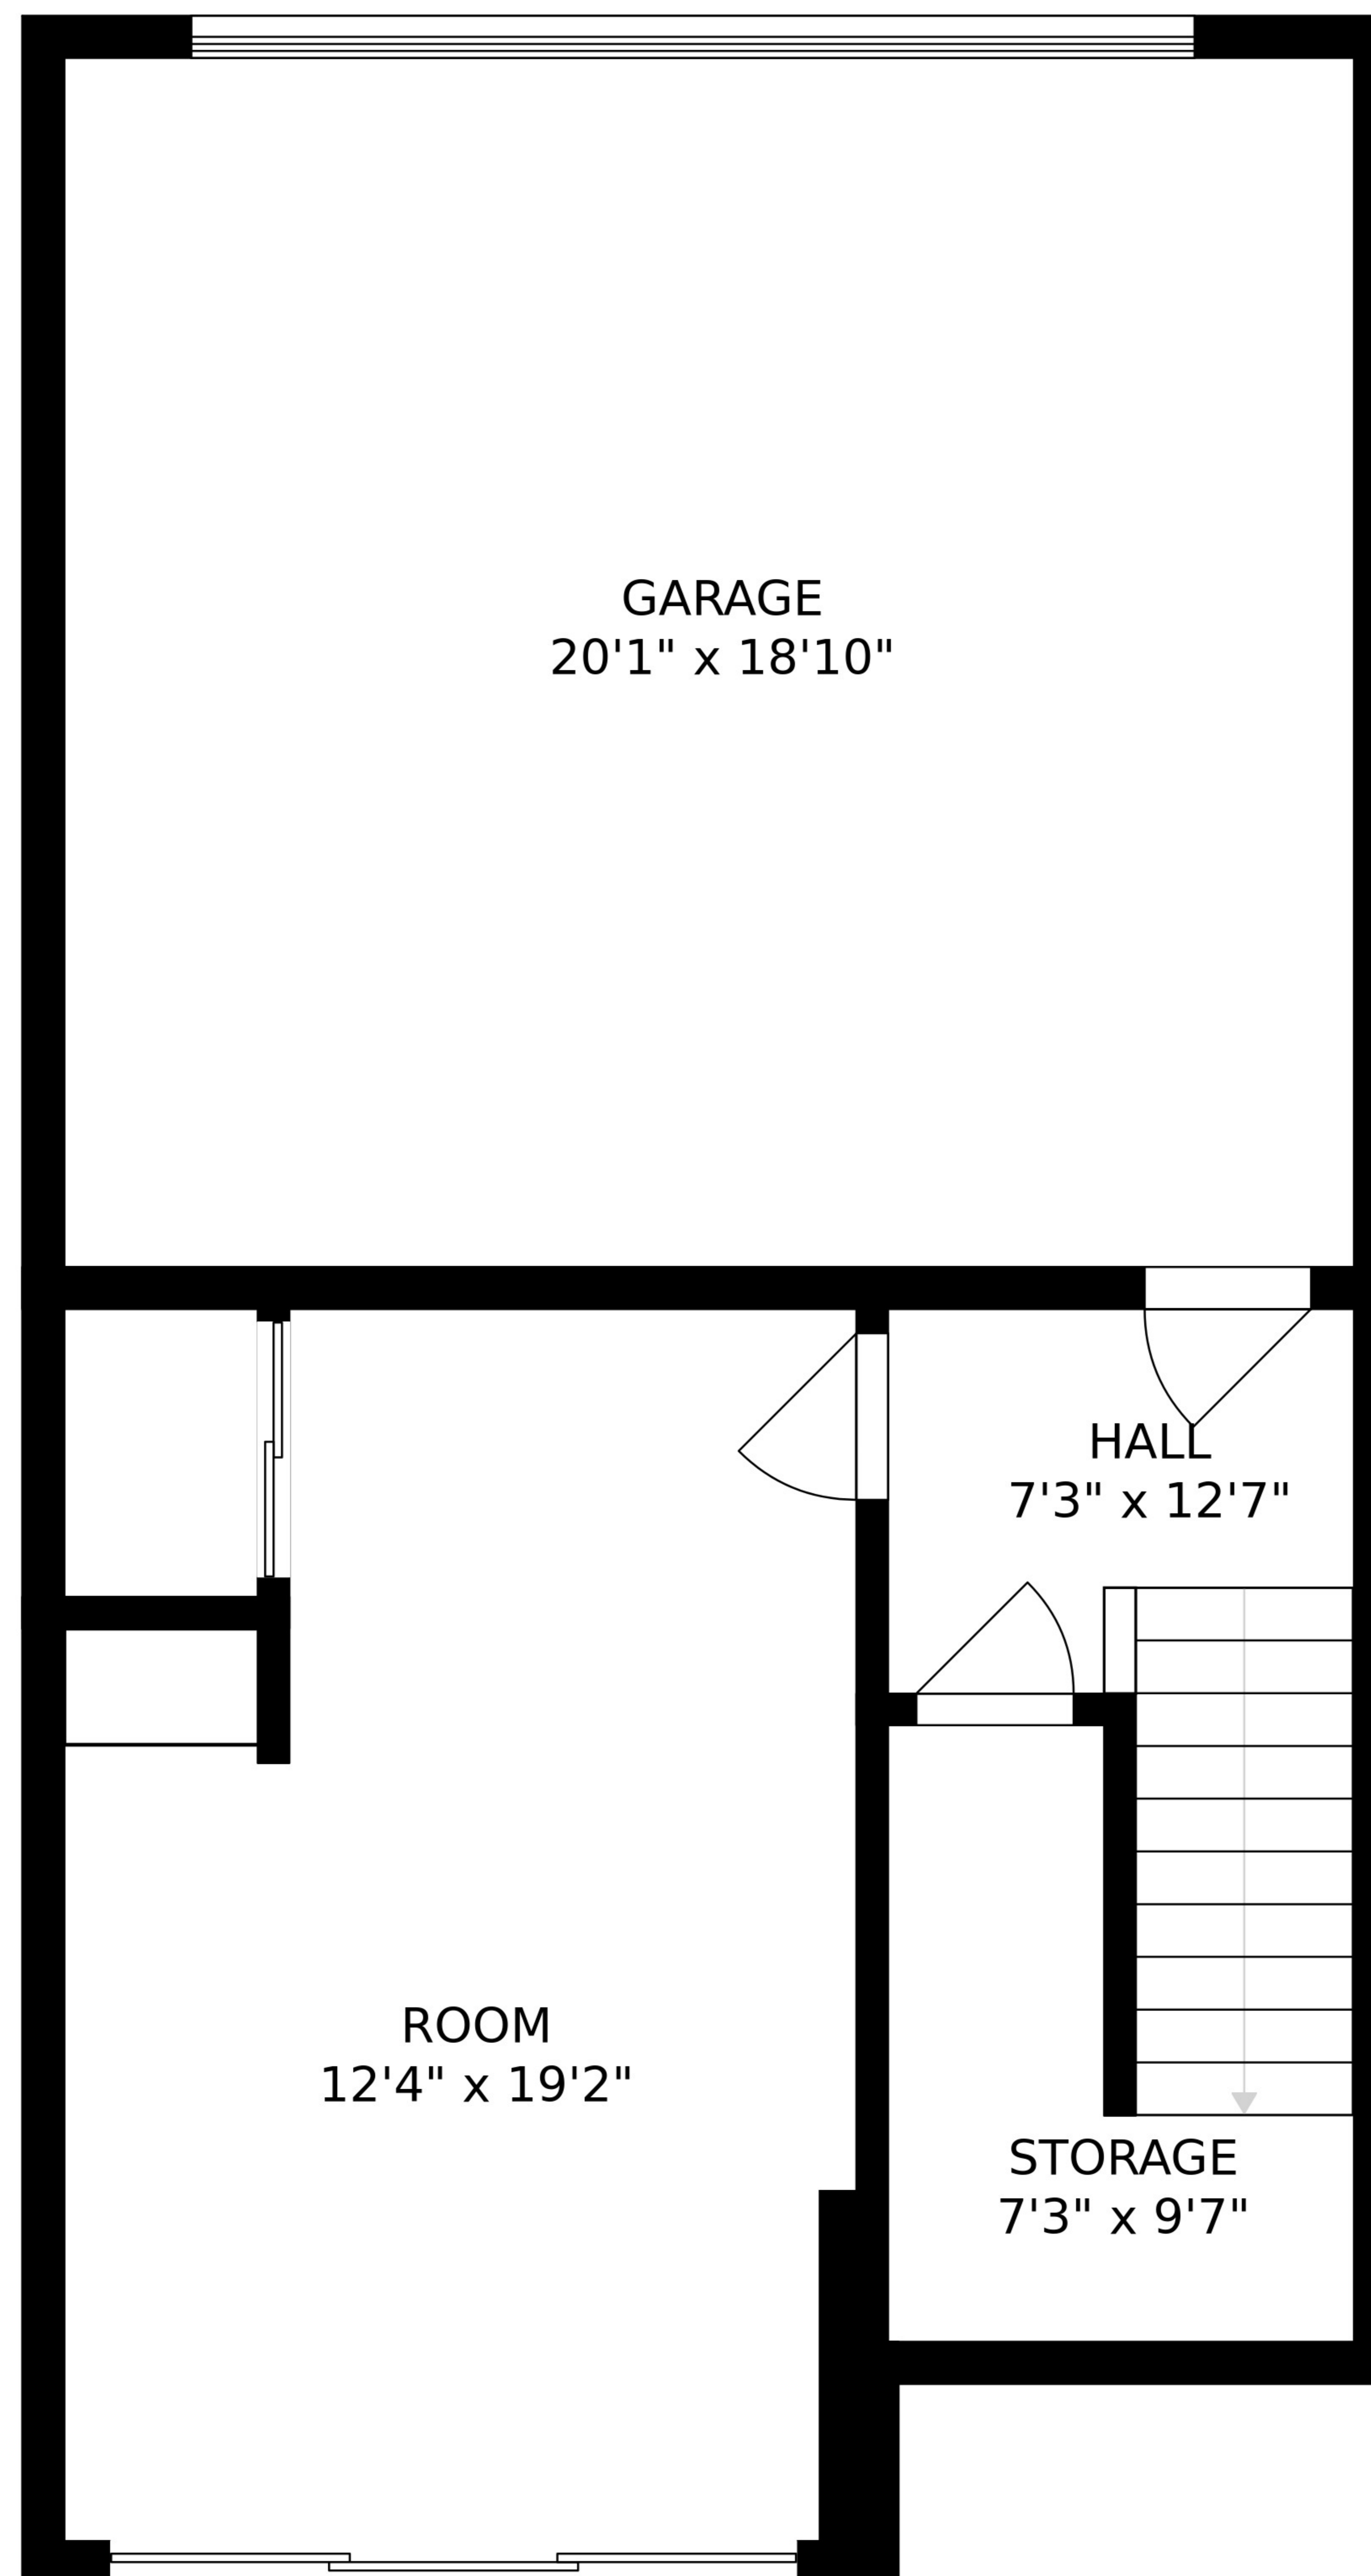 GARAGE
20'1" x 18'10"
HALL
7'3" x 12'7"
ROOM
12'4" x 19'2"
STORAGE
7'3" x 9'7"